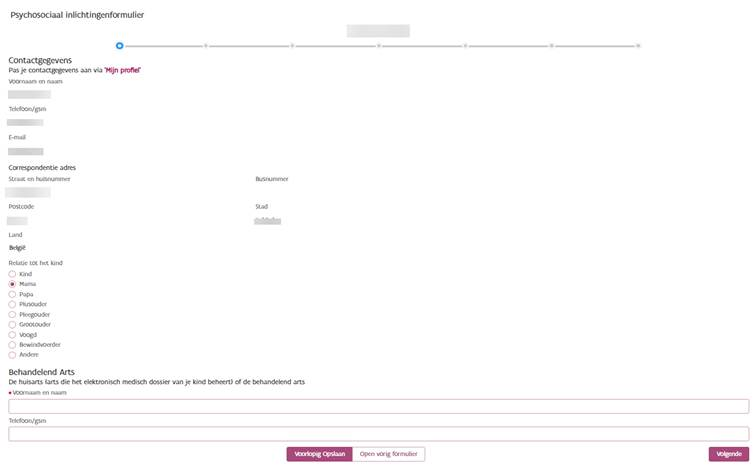 Psychosociaal inlichtingenformulier
Contactgegevens
Pas je contactgegevens aan via "Mijn profiel"
Voornaam en naam
Telefoon/gsm
E-mail
Correspondentie adres
Straat en huisnummer Busnummer
Postcode Stad
Land
België
Relatie tot het kind
Kind
Mama
Papa
Plusouder
Pleegouder
Grootouder
Voogd
Bewindvoerder
Andere
Behandelend Arts
De huisarts (arts die het elektronisch medisch dossier van je kind beheert) of de behandelend arts
Voornaam en naam
Telefoon/gsm
Voorlopig Opslaan Open vorig formulier Volgende